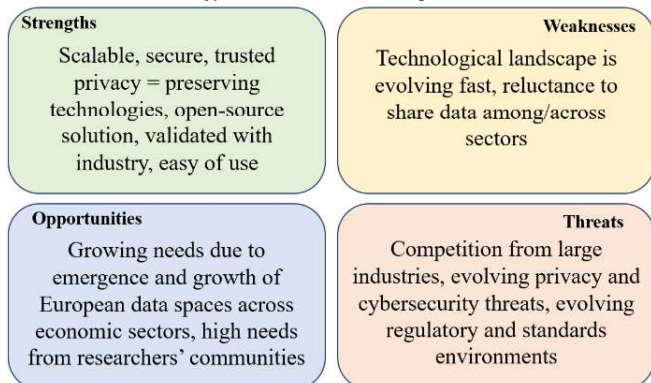 Strengths
Scalable, secure, trusted
privacy = preserving
technologies, open-source
solution, validated with
industry, easy of use
Weaknesses
Technological landscape is
evolving fast, reluctance to
share data among/across
sectors
Opportunities
Growing needs due to
emergence and growth of
European data spaces across
economic sectors, high needs
from researchers’ communities
Threats
Competition from large
industries, evolving privacy and
cybersecurity threats, evolving
regulatory and standards
environments